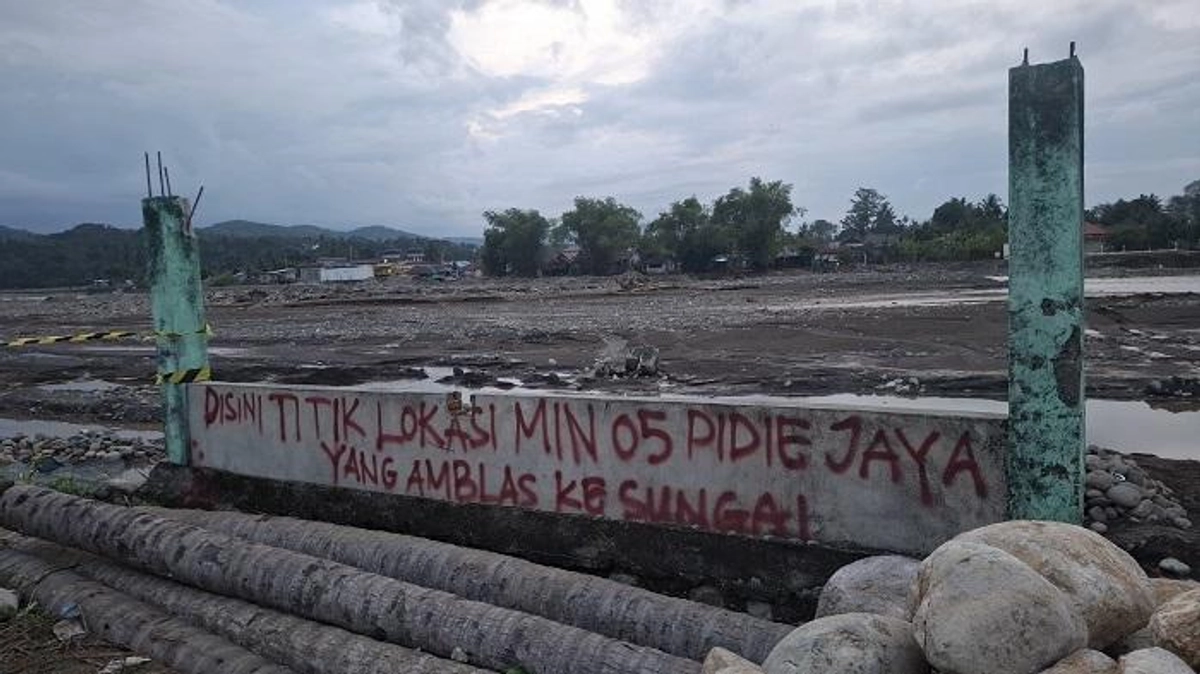 DISINI TITIK LOKASI MIN 05 PIDIE JAYA
YANG AMBLAS KE SUNGAI